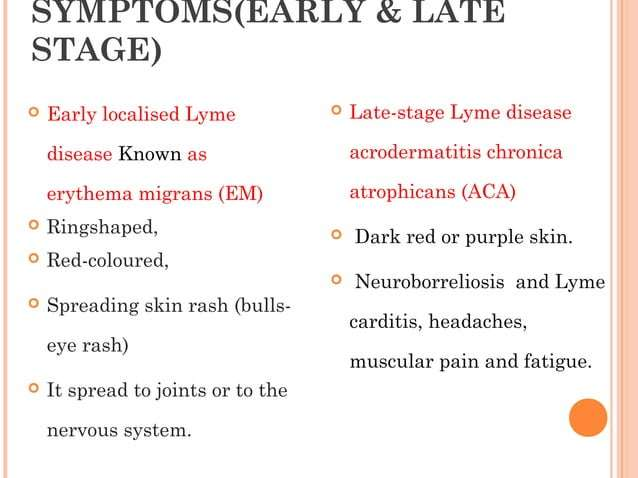 SYMPTOMS(EARLY & LATE
STAGE)
Early localised Lyme
disease Known as
erythema migrans (EM)
Ringshaped,
Red-coloured,
Spreading skin rash (bulls-
eye rash)
It spread to joints or to the
nervous system.
Late-stage Lyme disease
acrodermatitis chronica
atrophicans (ACA)
Dark red or purple skin.
Neuroborreliosis and Lyme
carditis, headaches,
muscular pain and fatigue.